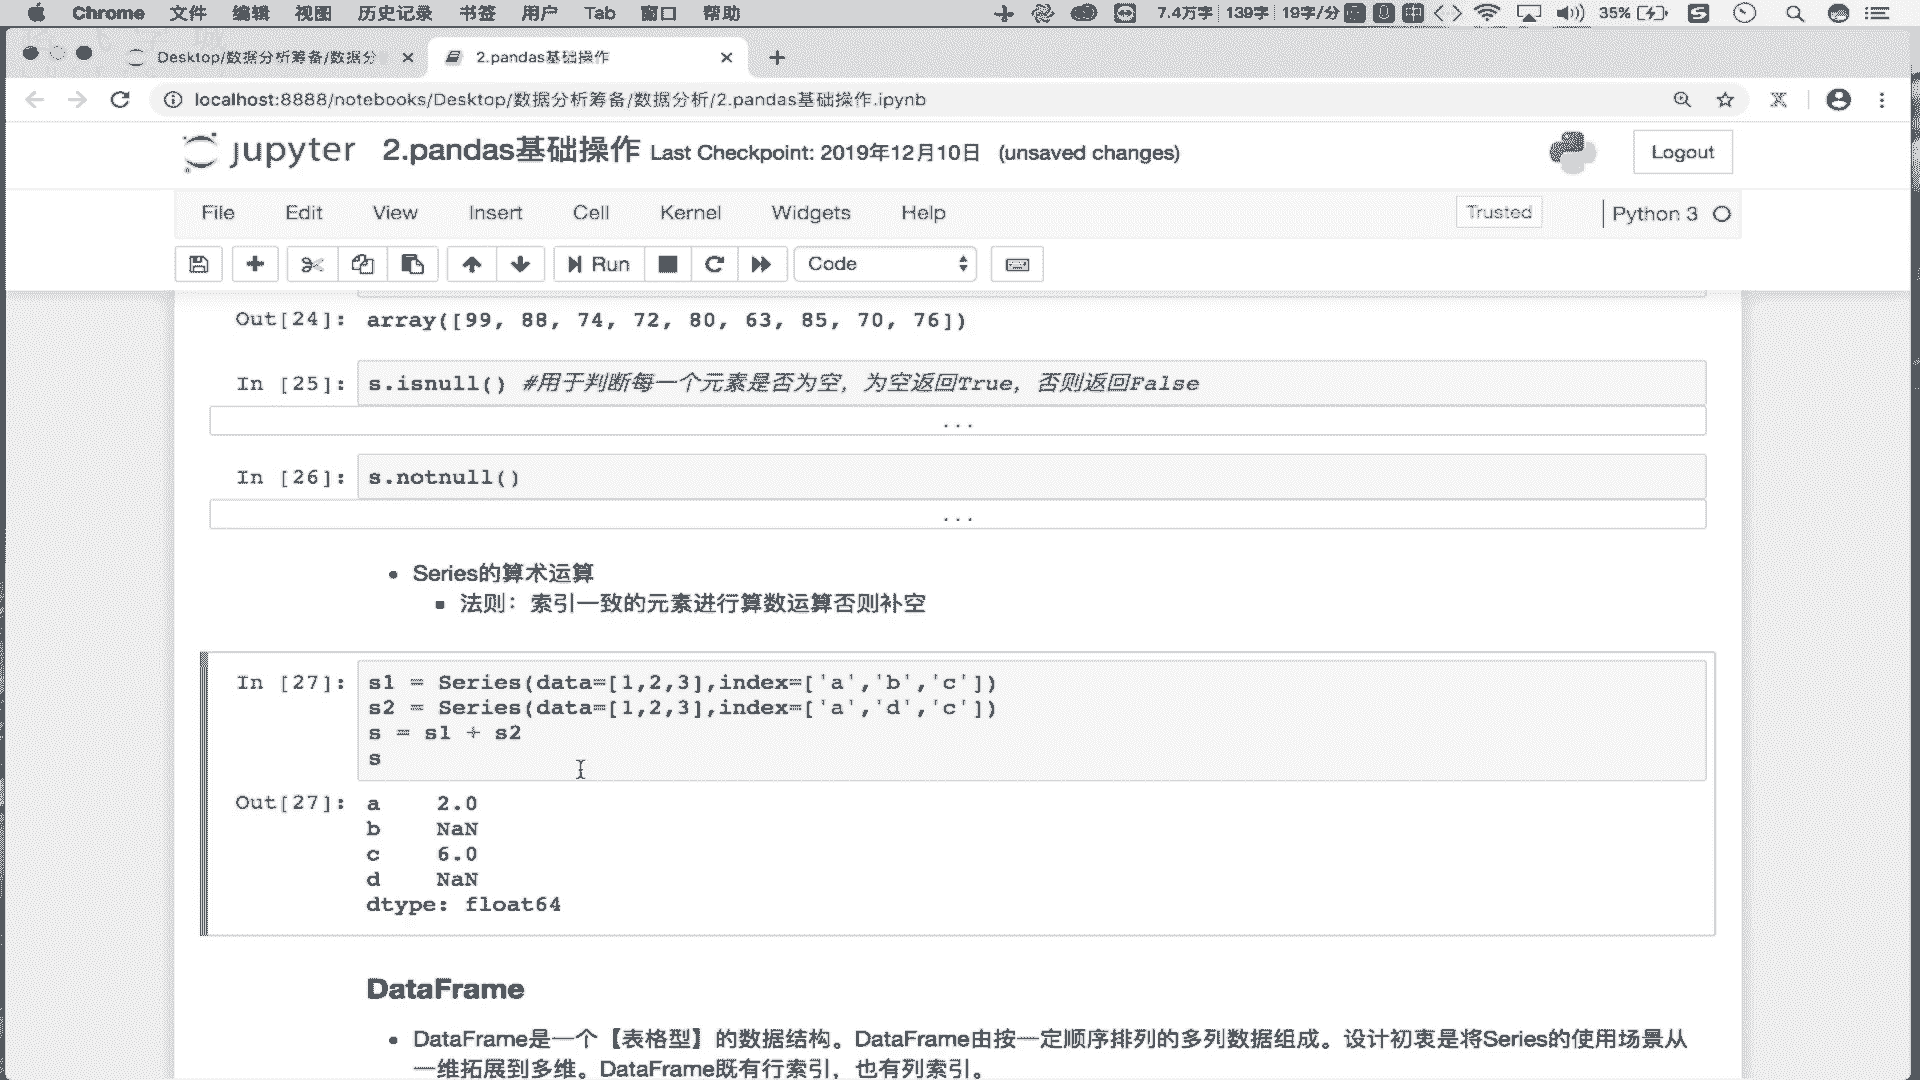 Chrome 文件 编辑 视图 历史记录 书签 用户 Tab 窗口 帮助 7.4万字 139字 19字/分 35%
Desktop/数据分析筹备/数据分 2.pandas基础操作
localhost:8888/notebooks/Desktop/数据分析筹备/数据分析/2.pandas基础操作.ipynb
jupyter 2.pandas基础操作 Last Checkpoint: 2019年12月10日 (unsaved changes) Logout
File Edit View Insert Cell Kernel Widgets Help Trusted Python 3
Run Code
Out[24]: array([99, 88, 74, 72, 80, 63, 85, 70, 76])
In [25]: s.isnull() #用于判断每一个元素是否为空，为空返回True，否则返回False
...
In [26]: s.notnull()
...
Series的算术运算
法则：索引一致的元素进行算数运算否则补空
In [27]: s1 = Series(data=[1,2,3],index=['a','b','c'])
s2 = Series(data=[1,2,3],index=['a','d','c'])
s = s1 + s2
s
Out[27]: a 2.0
b NaN
c 6.0
d NaN
dtype: float64
DataFrame
DataFrame是一个【表格型】的数据结构。DataFrame由按一定顺序排列的多列数据组成。设计初衷是将Series的使用场景从
一维拓展到多维。DataFrame既有行索引，也有列索引。